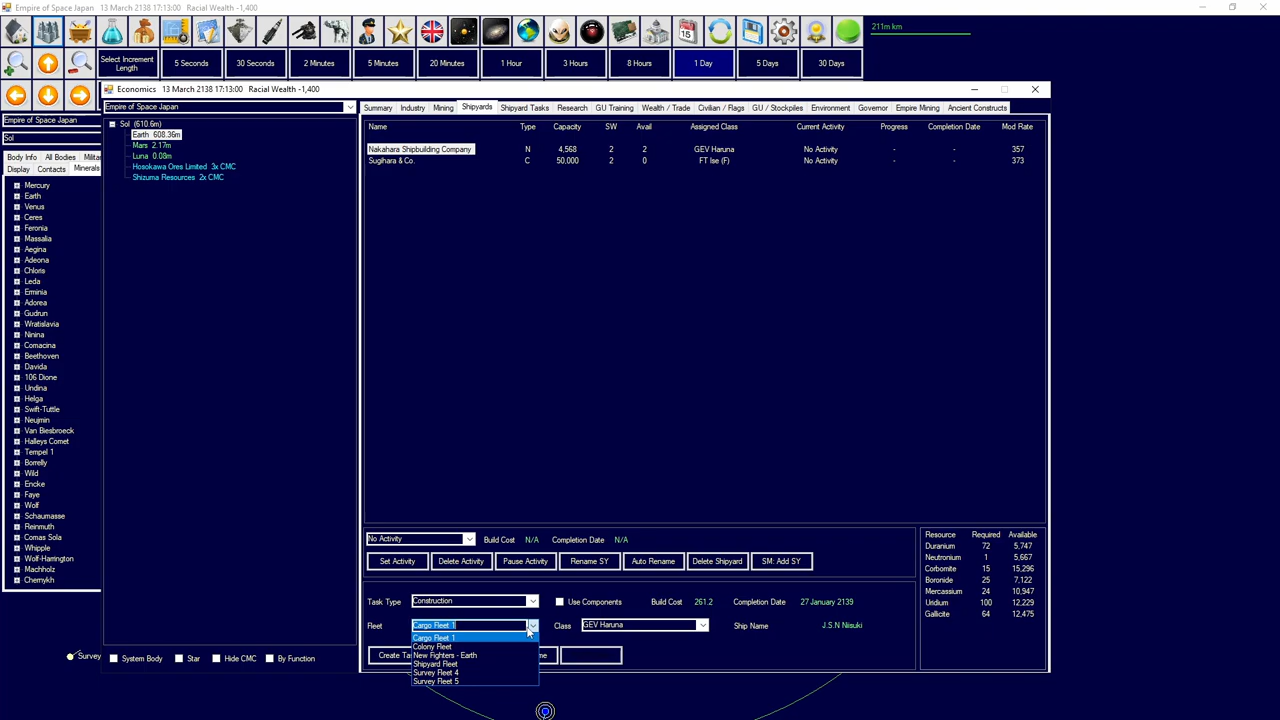 Empire of Space Japan 13 March 2138 17:13:00 Racial Wealth -1,400
211m km
Select Increment Length
5 Seconds 30 Seconds 2 Minutes 5 Minutes 20 Minutes 1 Hour 3 Hours 8 Hours 1 Day 5 Days 30 Days
Economics 13 March 2138 17:13:00 Racial Wealth -1,400
Empire of Space Japan
Sol
Body Info All Bodies Milita
Display Contacts Minerals
Mercury
Earth
Venus
Ceres
Feronia
Massalia
Aegina
Adeona
Chloris
Leda
Erminia
Adorea
Gudrun
Wratislavia
Ninina
Comacina
Beethoven
Davida
106 Dione
Undina
Helga
Swift-Tuttle
Neujmin
Van Biesbroeck
Halleys Comet
Tempel 1
Borrelly
Wild
Encke
Faye
Wolf
Schaumasse
Reinmuth
Comas Sola
Whipple
Wolf-Harrington
Machholz
Chernykh
Survey
Empire of Space Japan
Sol (610.6m)
Earth 608.36m
Mars 2.17m
Luna 0.08m
Hosokawa Ores Limited 3x CMC
Shizuma Resources 2x CMC
System Body Star Hide CMC By Function
Summary Industry Mining Shipyards Shipyard Tasks Research GU Training Wealth / Trade Civilian / Flags GU / Stockpiles Environment Governor Empire Mining Ancient Constructs
Name Type Capacity SW Avail Assigned Class Current Activity Progress Completion Date Mod Rate
Nakahara Shipbuilding Company N 4,568 2 2 GEV Haruna No Activity - - 357
Sugihara & Co. C 50,000 2 0 FT Ise (F) No Activity - - 373
No Activity Build Cost N/A Completion Date N/A
Set Activity Delete Activity Pause Activity Rename SY Auto Rename Delete Shipyard SM: Add SY
Task Type Construction Use Components Build Cost 261.2 Completion Date 27 January 2139
Fleet Cargo Fleet 1 Class GEV Haruna Ship Name J.S.N Niisuki
Cargo Fleet 1
Colony Fleet
New Fighters - Earth
Shipyard Fleet
Survey Fleet 4
Survey Fleet 5
Create Ta me
Resource Required Available
Duranium 72 5,747
Neutronium 1 5,667
Corbomite 15 15,296
Boronide 25 7,122
Mercassium 24 10,947
Uridium 100 12,229
Gallicite 64 12,475